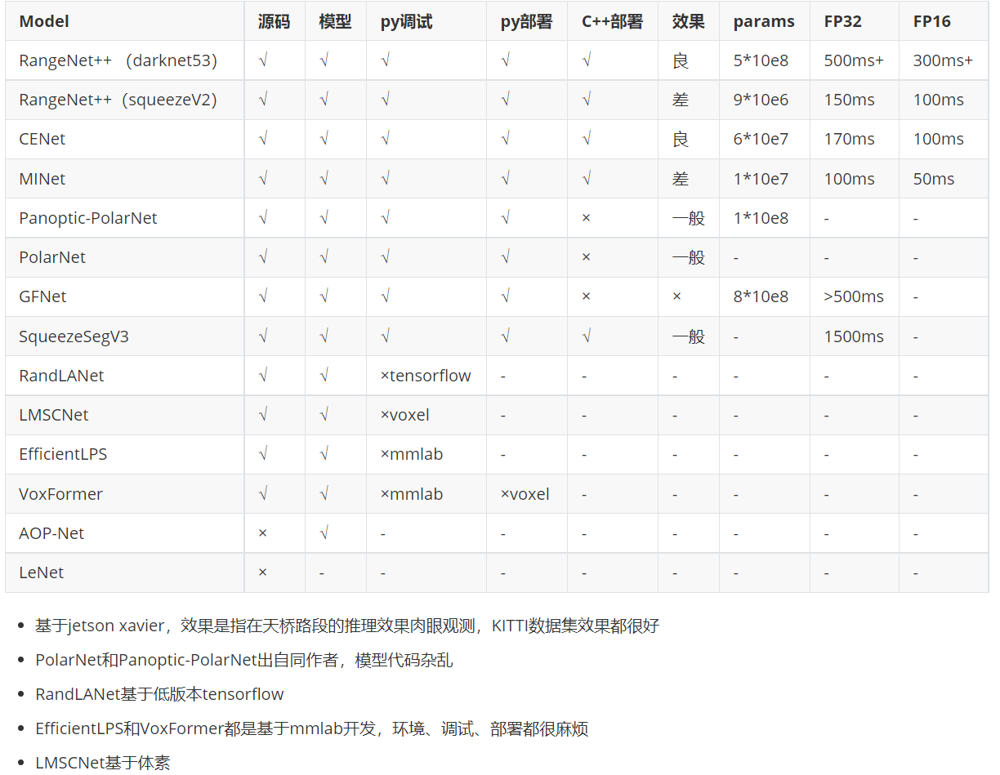 Model 源码 模型 py调试 py部署 C++部署 效果 params FP32 FP16
RangeNet++ （darknet53） √ √ √ √ √ 良 5*10e8 500ms+ 300ms+
RangeNet++（squeezeV2） √ √ √ √ √ 差 9*10e6 150ms 100ms
CENet √ √ √ √ √ 良 6*10e7 170ms 100ms
MINet √ √ √ √ √ 差 1*10e7 100ms 50ms
Panoptic-PolarNet √ √ √ √ × 一般 1*10e8 - -
PolarNet √ √ √ √ × 一般 - - -
GFNet √ √ √ √ × × 8*10e8 >500ms -
SqueezeSegV3 √ √ √ √ √ 一般 - 1500ms -
RandLANet √ √ ×tensorflow - - - - - -
LMSCNet √ √ ×voxel - - - - - -
EfficientLPS √ √ ×mmlab - - - - - -
VoxFormer √ √ ×mmlab ×voxel - - - - -
AOP-Net × √ - - - - - - -
LeNet × - - - - - - - -
• 基于jetson xavier，效果是指在天桥路段的推理效果肉眼观测，KITTI数据集效果都很好
• PolarNet和Panoptic-PolarNet出自同作者，模型代码杂乱
• RandLANet基于低版本tensorflow
• EfficientLPS和VoxFormer都是基于mmlab开发，环境、调试、部署都很麻烦
• LMSCNet基于体素